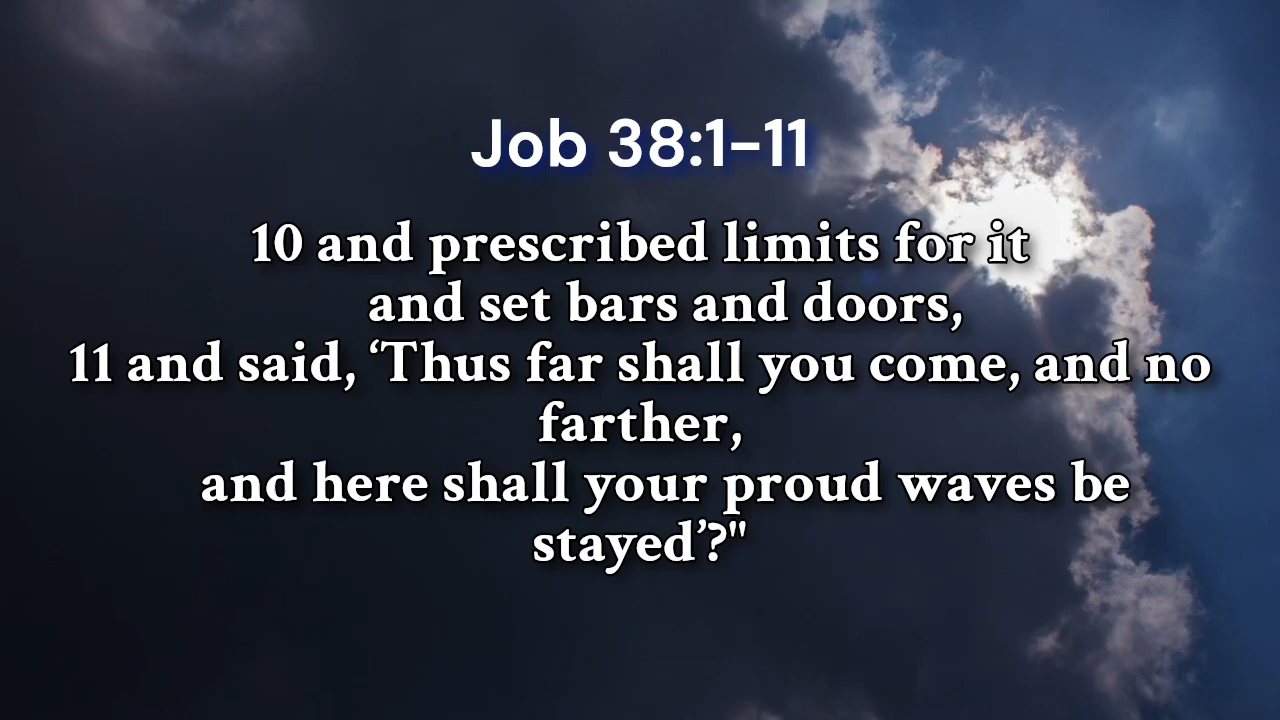 Job 38:1–11
10 and prescribed limits for it
and set bars and doors,
11 and said, ‘Thus far shall you come, and no
farther,
and here shall your proud waves be
stayed’?"